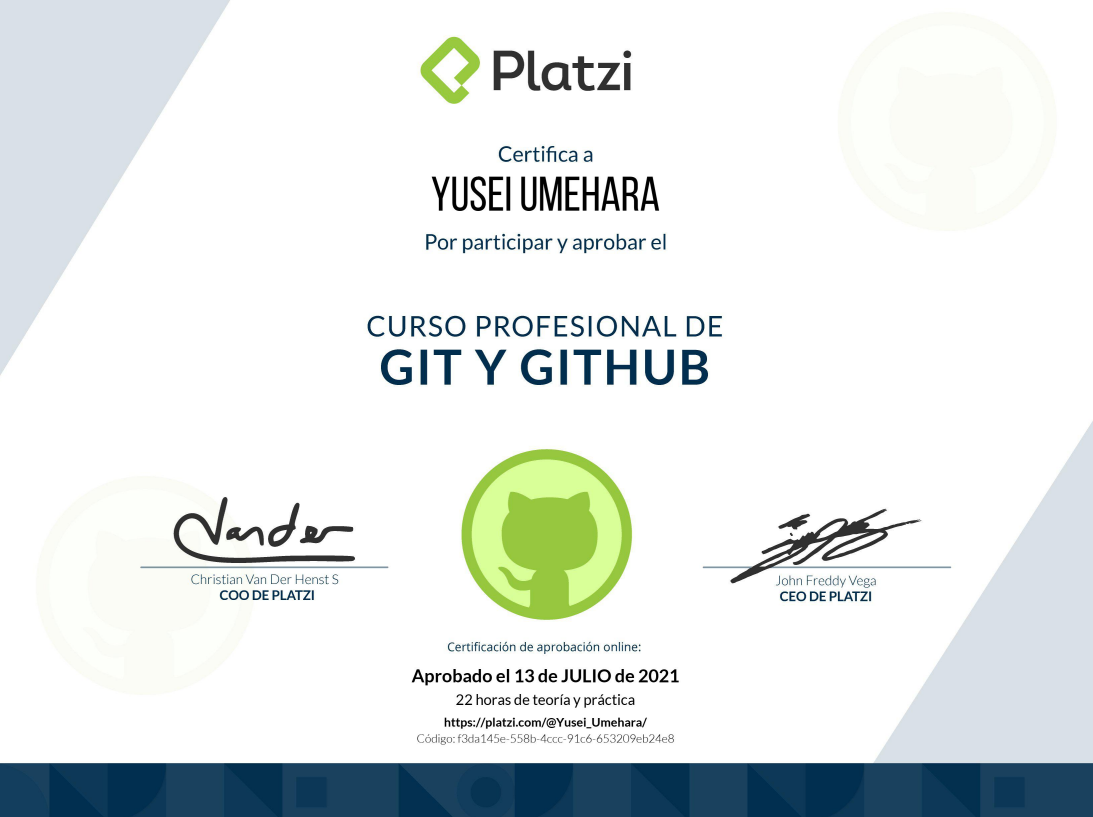 Platzi
Certifica a
YUSEI UMEHARA
Por participar y aprobar el
CURSO PROFESIONAL DE
GIT Y GITHUB
Vander
Christian Van Der Henst S
COO DE PLATZI
John Freddy Vega
CEO DE PLATZI
Certificación de aprobación online:
Aprobado el 13 de JULIO de 2021
22 horas de teoría y práctica
https://platzi.com/@Yusei_Umehara/
Código: f3da145e-558b-4ccc-91c6-653209eb24e8